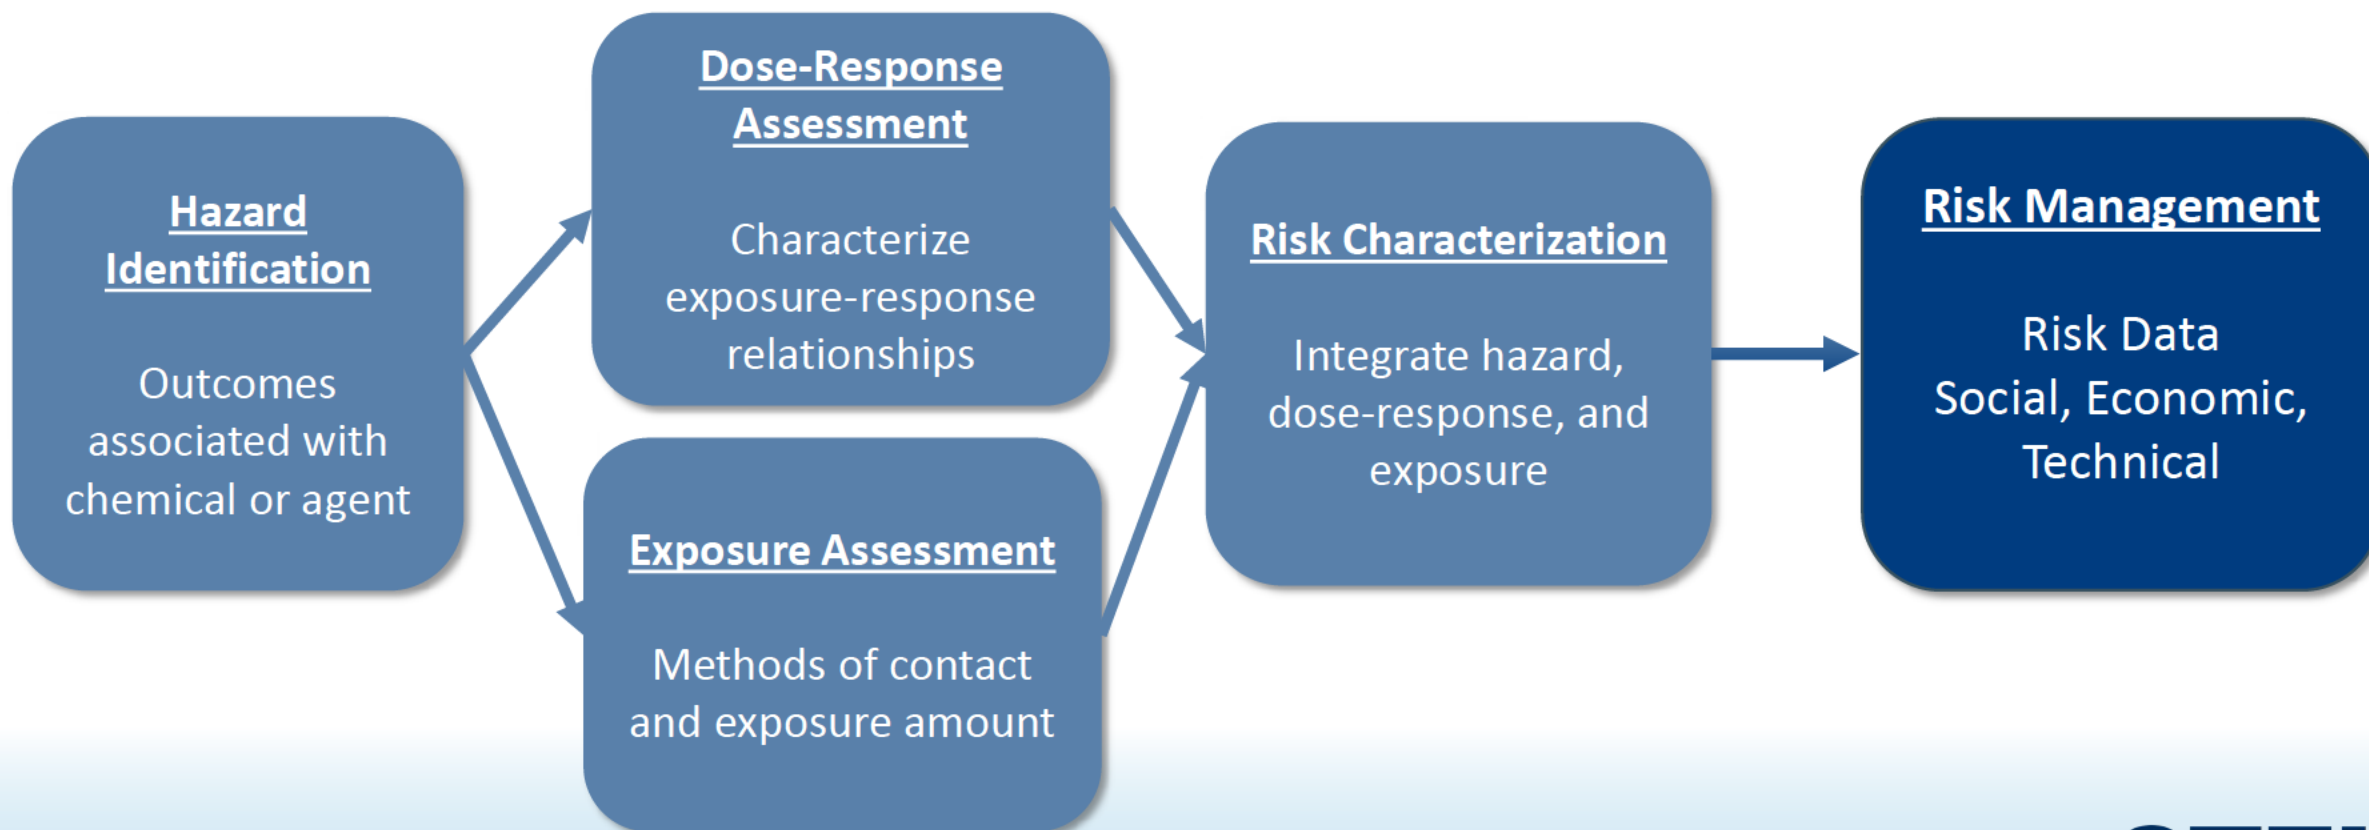 Hazard
Identification
Outcomes
associated with
chemical or agent
Dose-Response
Assessment
Characterize
exposure-response
relationships
Exposure Assessment
Methods of contact
and exposure amount
Risk Characterization
Integrate hazard,
dose-response, and
exposure
Risk Management
Risk Data
Social, Economic,
Technical